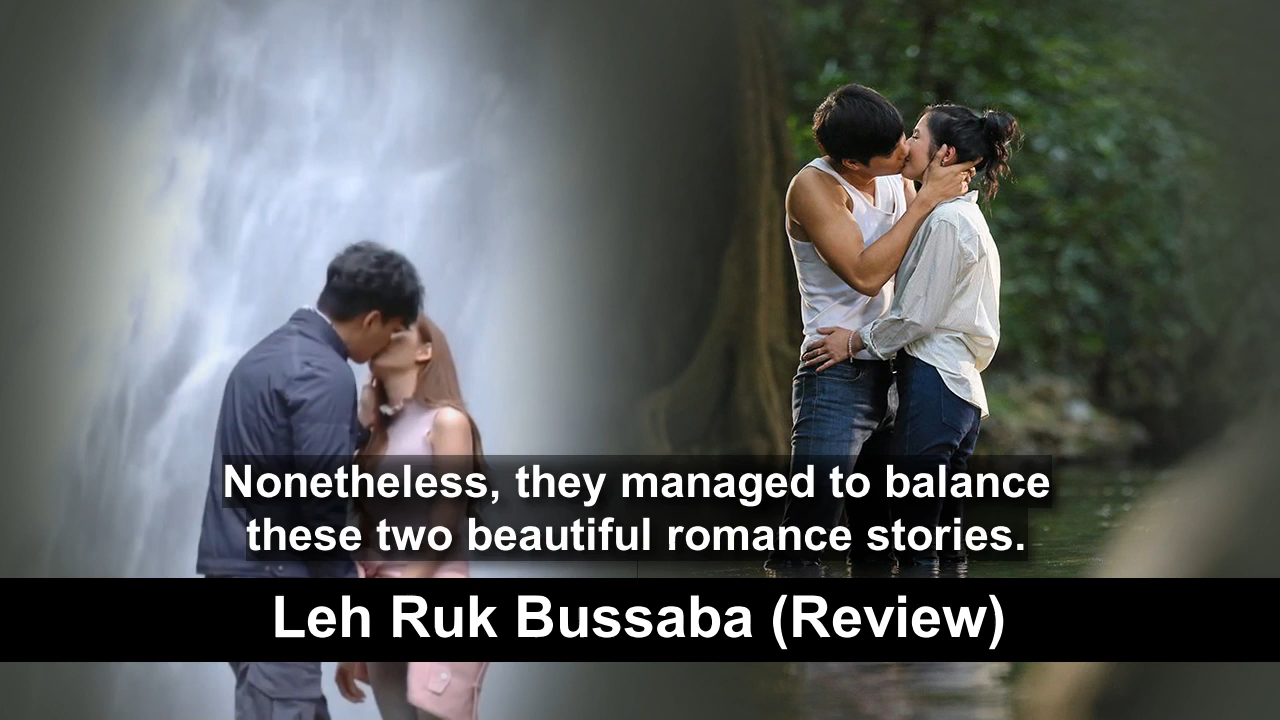 Nonetheless, they managed to balance
these two beautiful romance stories.
Leh Ruk Bussaba (Review)